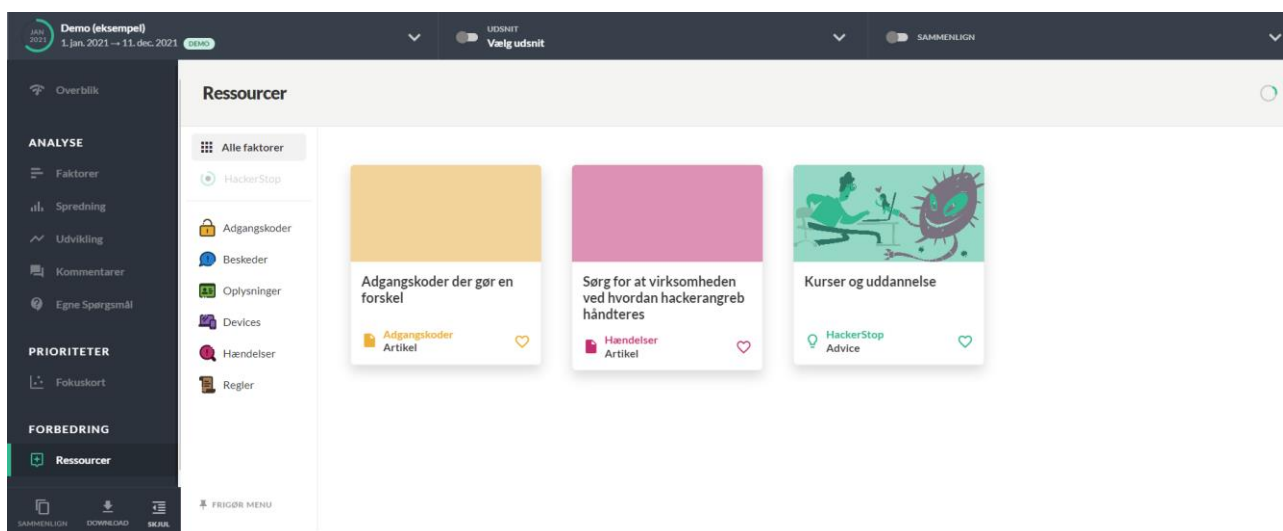 JAN
2021
Demo (eksempel)
1. jan. 2021 → 11. dec. 2021 DEMO
UDSNIT
Vælg udsnit
SAMMENLIGN
Overblik
ANALYSE
Faktorer
Spredning
Udvikling
Kommentarer
Egne Spørgsmål
PRIORITETER
Fokuskort
FORBEDRING
Ressourcer
SAMMENLIGN
DOWNLOAD
SKJUL
Ressourcer
Alle faktorer
HackerStop
Adgangskoder
Beskeder
Oplysninger
Devices
Hændelser
Regler
FRIGØR MENU
Adgangskoder der gør en
forskel
Adgangskoder
Artikel
Sørg for at virksomheden
ved hvordan hackerangreb
håndteres
Hændelser
Artikel
Kurser og uddannelse
HackerStop
Advice